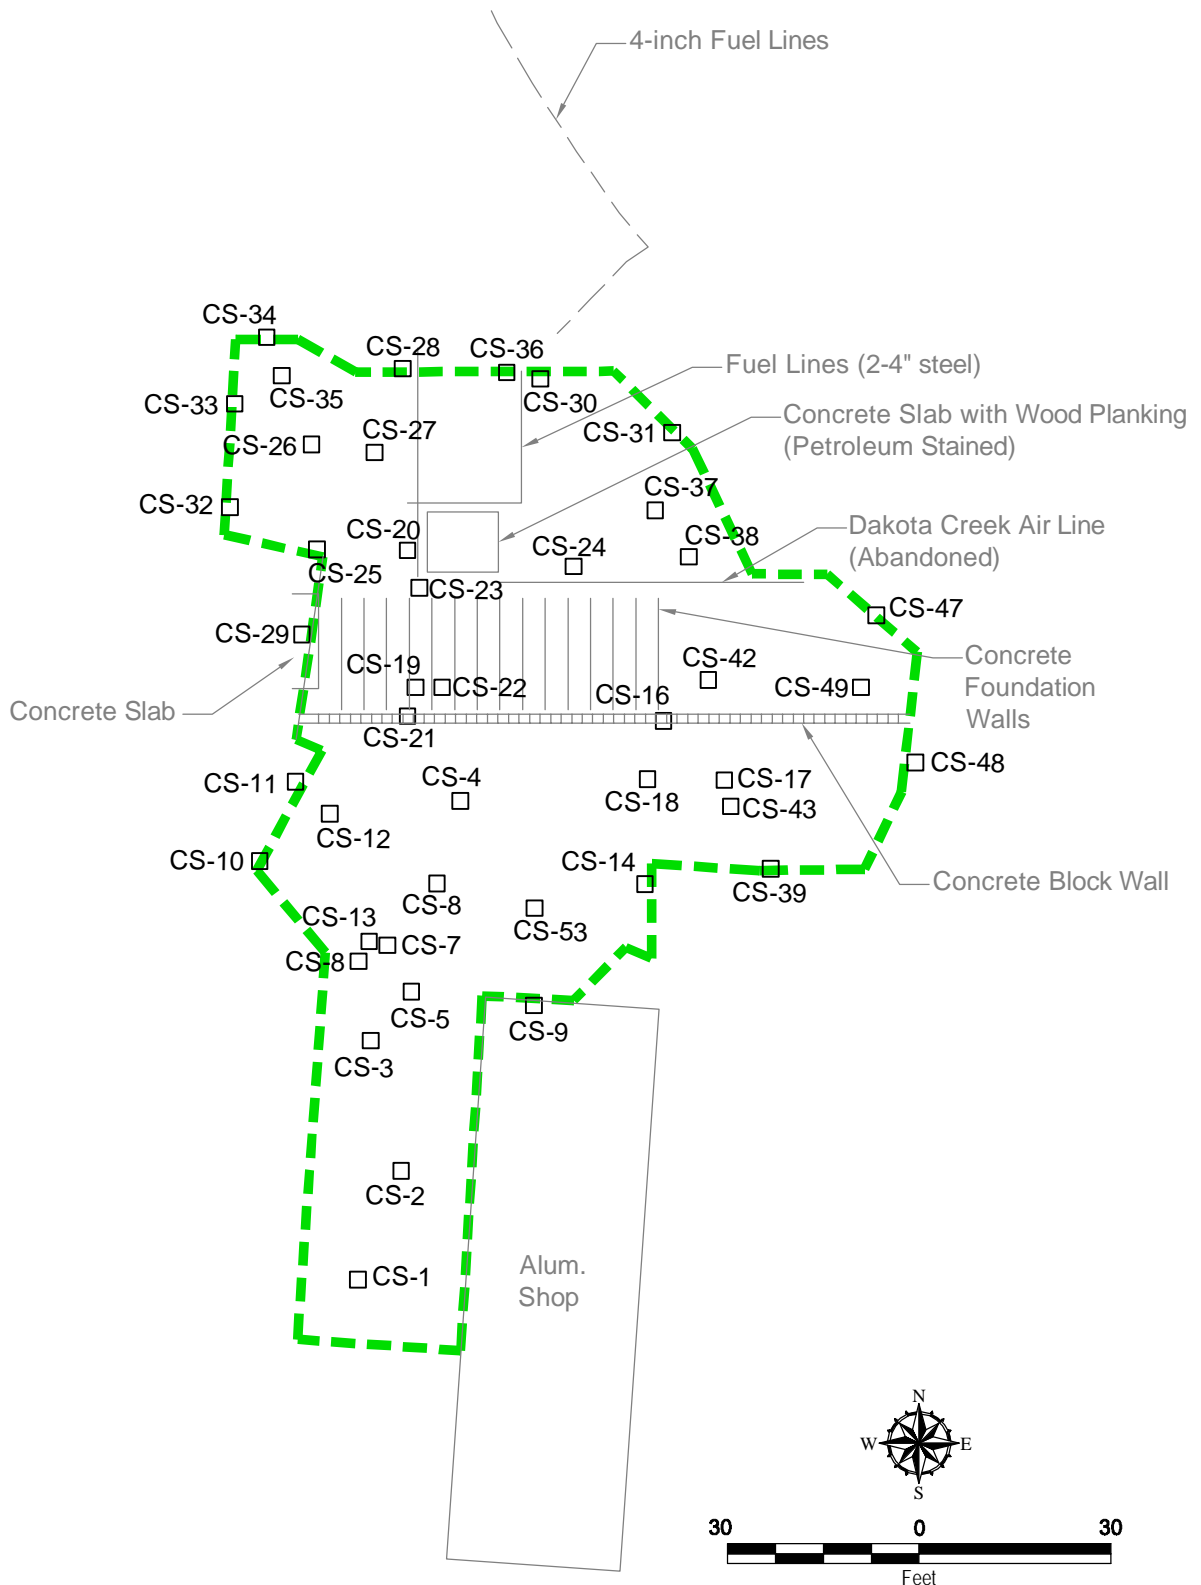 4-inch Fuel Lines
CS-34
CS-28
CS-36
Fuel Lines (2-4" steel)
CS-35
CS-30
CS-33
Concrete Slab with Wood Planking
(Petroleum Stained)
CS-31
CS-27
CS-26
CS-37
CS-32
CS-20
Dakota Creek Air Line
(Abandoned)
CS-38
CS-24
CS-25
CS-23
CS-47
CS-29
Concrete
Foundation
Walls
CS-42
CS-19
CS-22
CS-49
CS-16
Concrete Slab
CS-21
CS-48
CS-11
CS-4
CS-17
CS-18
CS-43
CS-12
CS-10
CS-14
CS-39
Concrete Block Wall
CS-8
CS-13
CS-53
CS-7
CS-8
CS-5
CS-9
CS-3
CS-2
CS-1
Alum.
Shop
N
W E
S
30 0 30
Feet